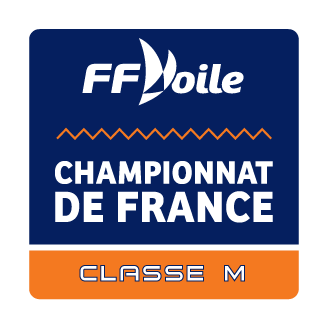 FFVoile
CHAMPIONNAT
DE FRANCE
CLASSE M